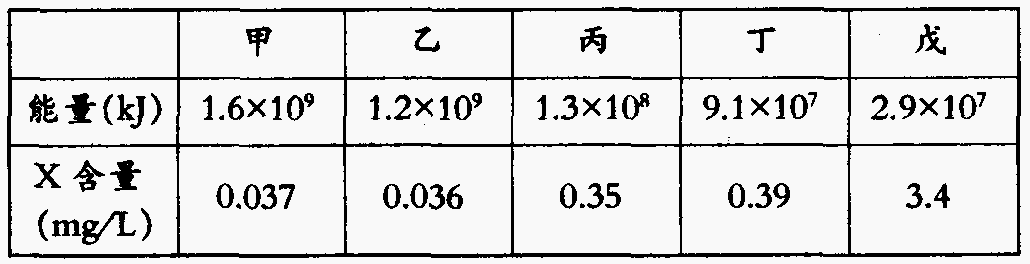 甲 乙 丙 丁 戊
能量(kJ) 1.6×10⁹ 1.2×10⁹ 1.3×10⁸ 9.1×10⁷ 2.9×10⁷
X 含量
(mg/L) 0.037 0.036 0.35 0.39 3.4